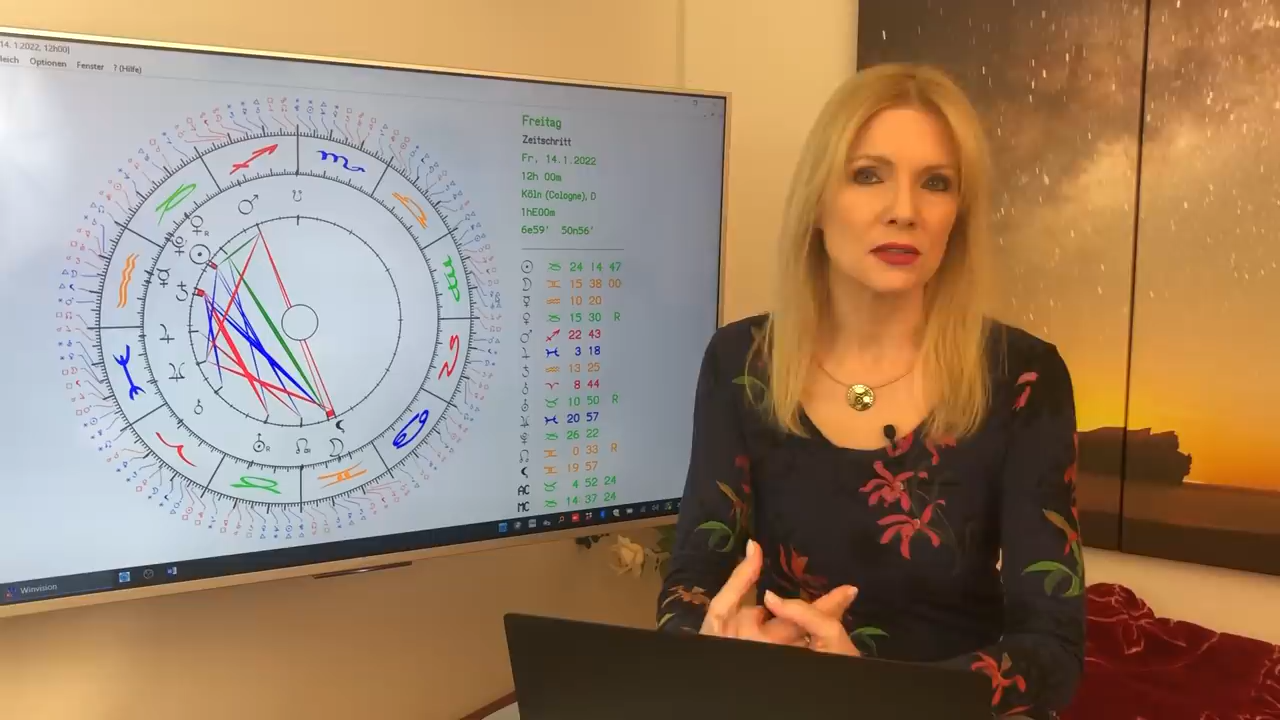 14.1.2022, 12h00]
Optionen Fenster ? (Hilfe)
Freitag
Zeitschritt
Fr, 14.1.2022
12h 00m
Köln (Cologne), D
1hE00m
6e59' 50n56'
24 14 47
15 38 00
10 20
15 30 R
22 43
3 18
13 25
8 44
10 50 R
20 57
26 22
0 33 R
19 57
AC 4 52 24
MC 14 37 24
Winvision